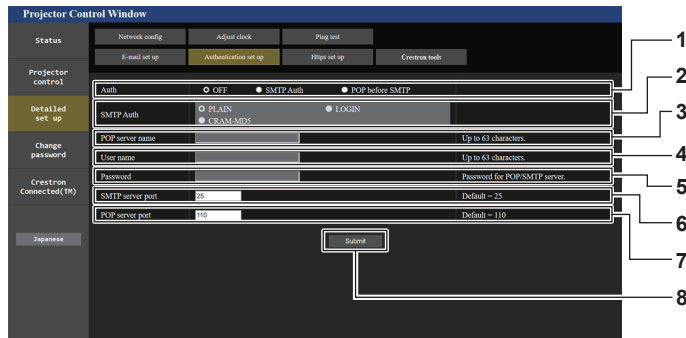 Projector Control Window
Status
Network config
Adjust clock
Ping test
E-mail set up
Authentication set up
Https set up
Crestron tools
Projector
control
Detailed
set up
Change
password
Crestron
Connected(TM)
Japanese
Auth
OFF
SMTP Auth
POP before SMTP
1
SMTP Auth
PLAIN
LOGIN
CRAM-MD5
2
POP server name
Up to 63 characters.
3
User name
Up to 63 characters.
4
Password
Password for POP/SMTP server.
5
SMTP server port
25
Default = 25
6
POP server port
110
Default = 110
7
Submit
8